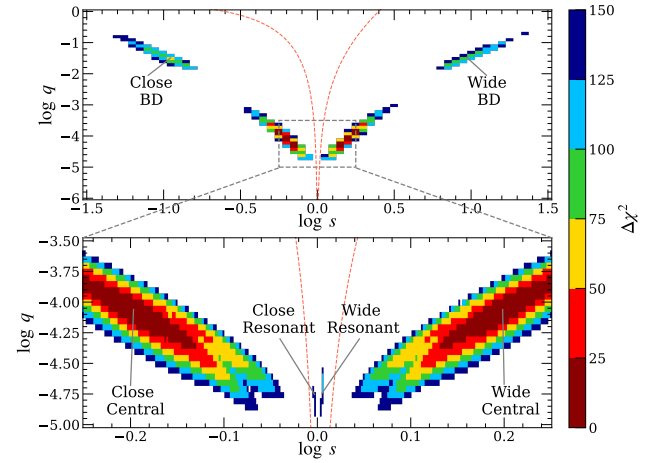 0
−1
−2
−3
−4
−5
−6
log q
Close
BD
Wide
BD
−1.5 −1.0 −0.5 0.0 0.5 1.0 1.5
log s
−3.50
−3.75
−4.00
−4.25
−4.50
−4.75
−5.00
log q
Close Wide
Resonant Resonant
Close
Central
Wide
Central
−0.2 −0.1 0.0 0.1 0.2
log s
150
125
100
75
50
25
0
Δχ²